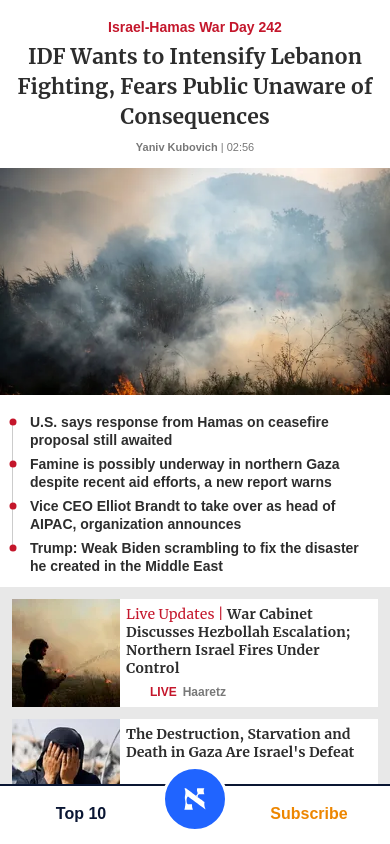 Israel-Hamas War Day 242
IDF Wants to Intensify Lebanon
Fighting, Fears Public Unaware of
Consequences
Yaniv Kubovich | 02:56
U.S. says response from Hamas on ceasefire
proposal still awaited
Famine is possibly underway in northern Gaza
despite recent aid efforts, a new report warns
Vice CEO Elliot Brandt to take over as head of
AIPAC, organization announces
Trump: Weak Biden scrambling to fix the disaster
he created in the Middle East
Live Updates | War Cabinet
Discusses Hezbollah Escalation;
Northern Israel Fires Under
Control
LIVE Haaretz
The Destruction, Starvation and
Death in Gaza Are Israel's Defeat
Top 10
Subscribe